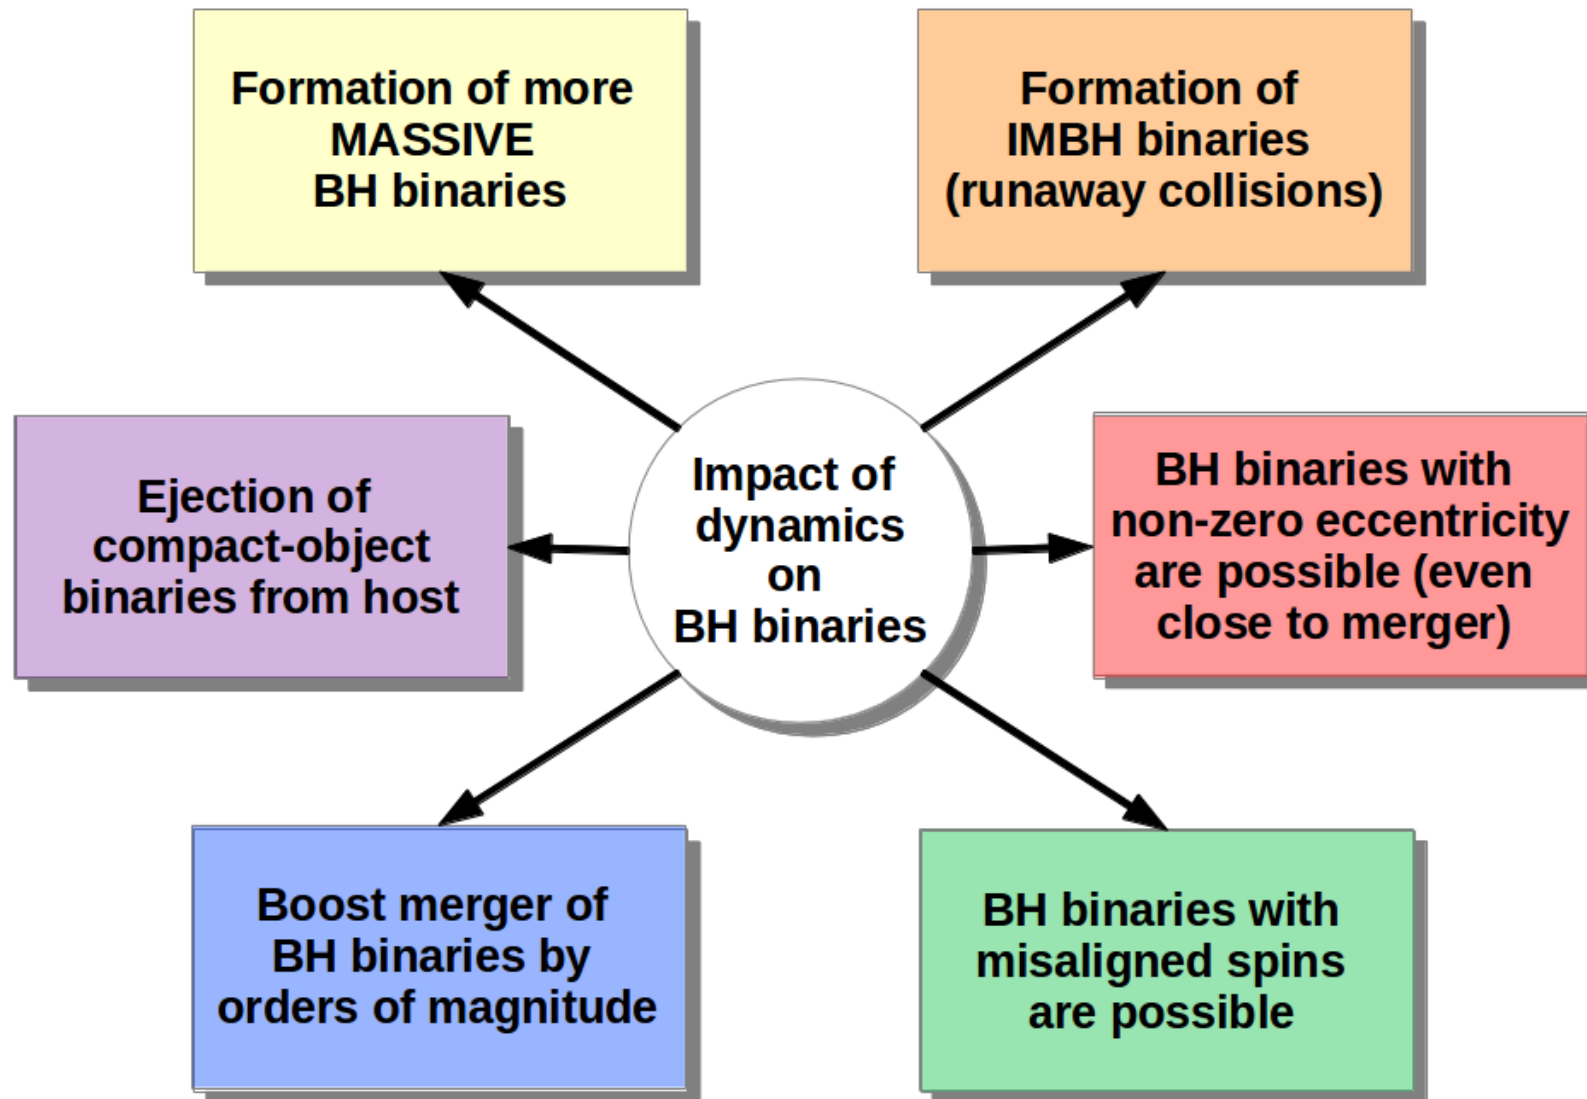 Formation of more
MASSIVE
BH binaries
Formation of
IMBH binaries
(runaway collisions)
Ejection of
compact-object
binaries from host
Impact of
dynamics
on
BH binaries
BH binaries with
non-zero eccentricity
are possible (even
close to merger)
Boost merger of
BH binaries by
orders of magnitude
BH binaries with
misaligned spins
are possible